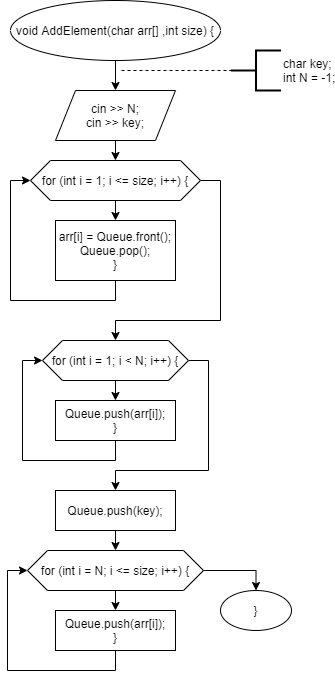 void AddElement(char arr[] ,int size) {
char key;
int N = -1;
cin >> N;
cin >> key;
for (int i = 1; i <= size; i++) {
arr[i] = Queue.front();
Queue.pop();
}
for (int i = 1; i < N; i++) {
Queue.push(arr[i]);
}
Queue.push(key);
for (int i = N; i <= size; i++) {
}
Queue.push(arr[i]);
}